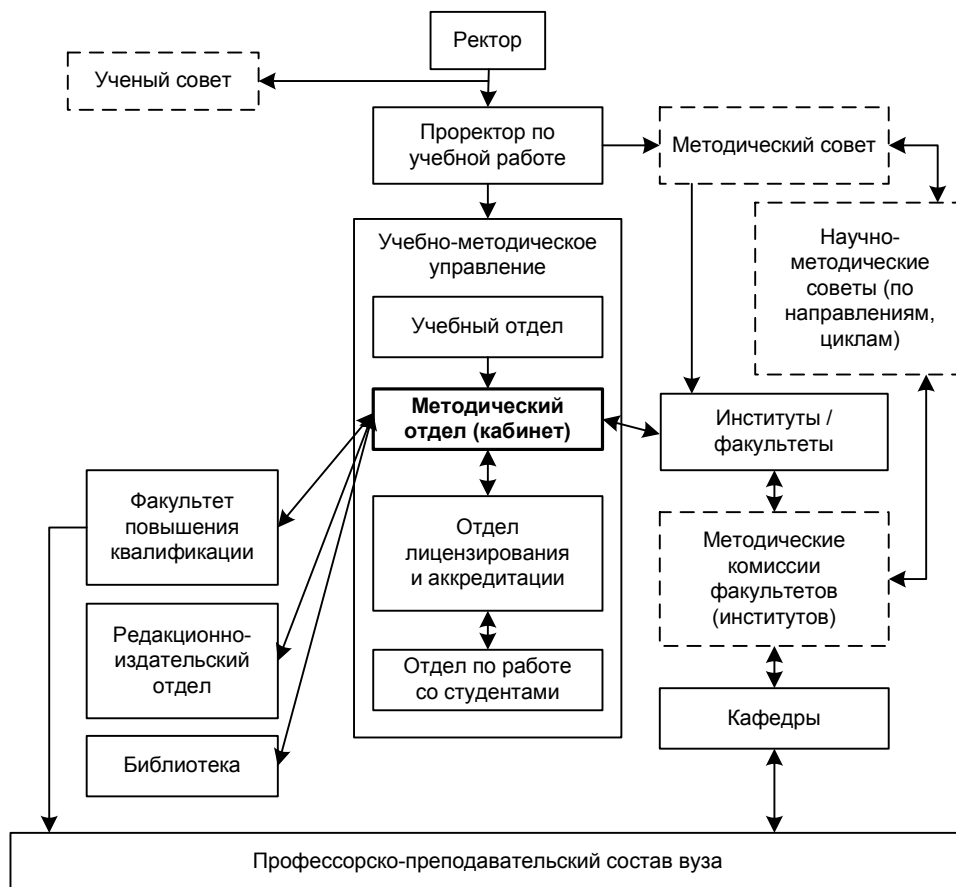 Ректор
Ученый совет
Проректор по
учебной работе
Методический совет
Учебно-методическое
управление
Научно-
методические
советы (по
направлениям,
циклам)
Учебный отдел
Методический
отдел (кабинет)
Институты /
факультеты
Факультет
повышения
квалификации
Отдел
лицензирования
и аккредитации
Методические
комиссии
факультетов
(институтов)
Редакционно-
издательский
отдел
Отдел по работе
со студентами
Кафедры
Библиотека
Профессорско-преподавательский состав вуза